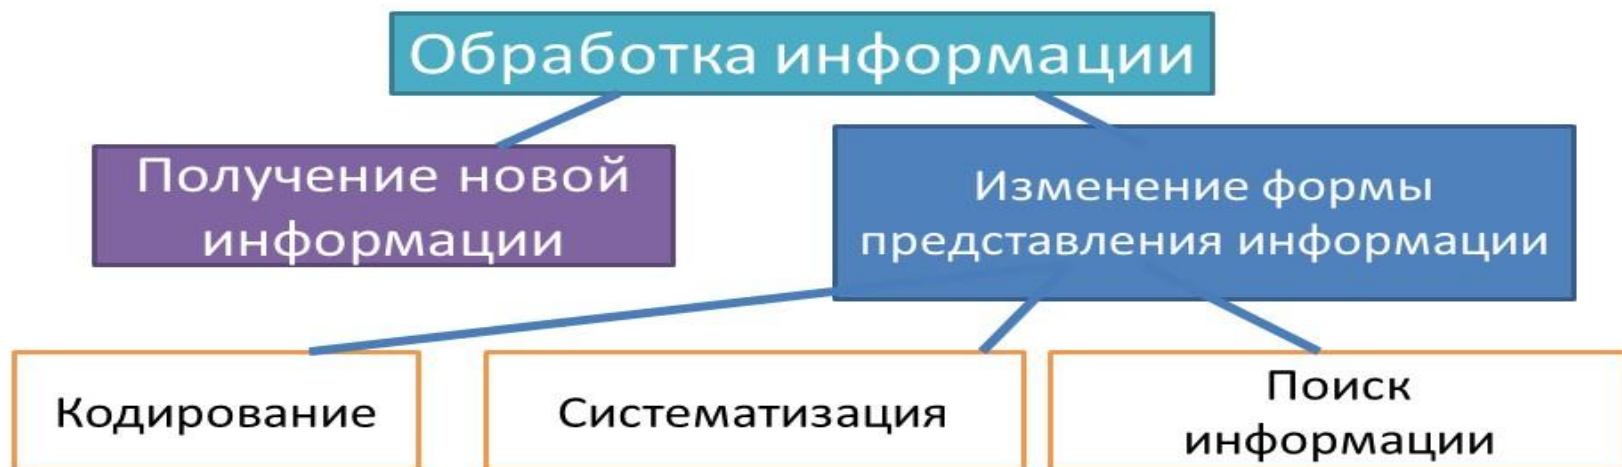 Обработка информации
Получение новой
информации
Изменение формы
представления информации
Кодирование
Систематизация
Поиск
информации